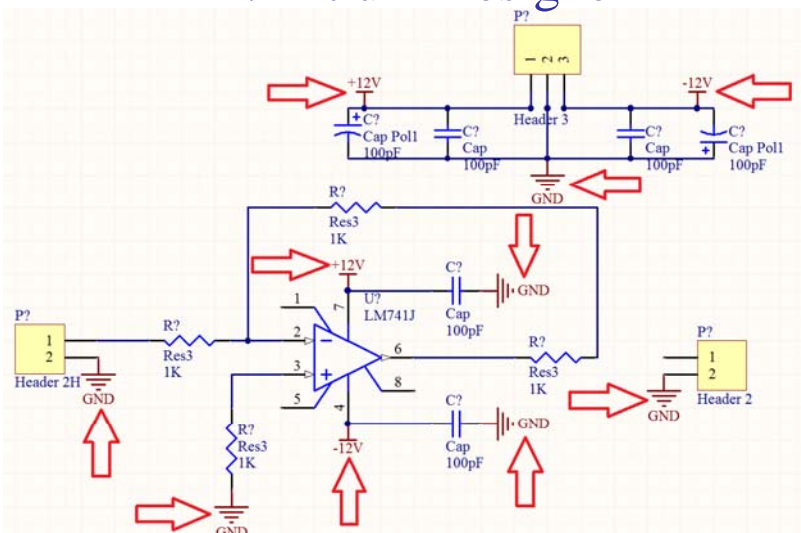 P?
1 2 3
Header 3
+12V
-12V
C?
Cap Pol1
100pF
C?
Cap
100pF
C?
Cap
100pF
C?
Cap Pol1
100pF
GND
R?
Res3
1K
+12V
U?
LM741J
C?
Cap
100pF
GND
P?
1
2
Header 2H
GND
R?
Res3
1K
1
2
3
5
7
4
6
8
R?
Res3
1K
P?
1
2
Header 2
GND
R?
Res3
1K
GND
-12V
C?
Cap
100pF
GND